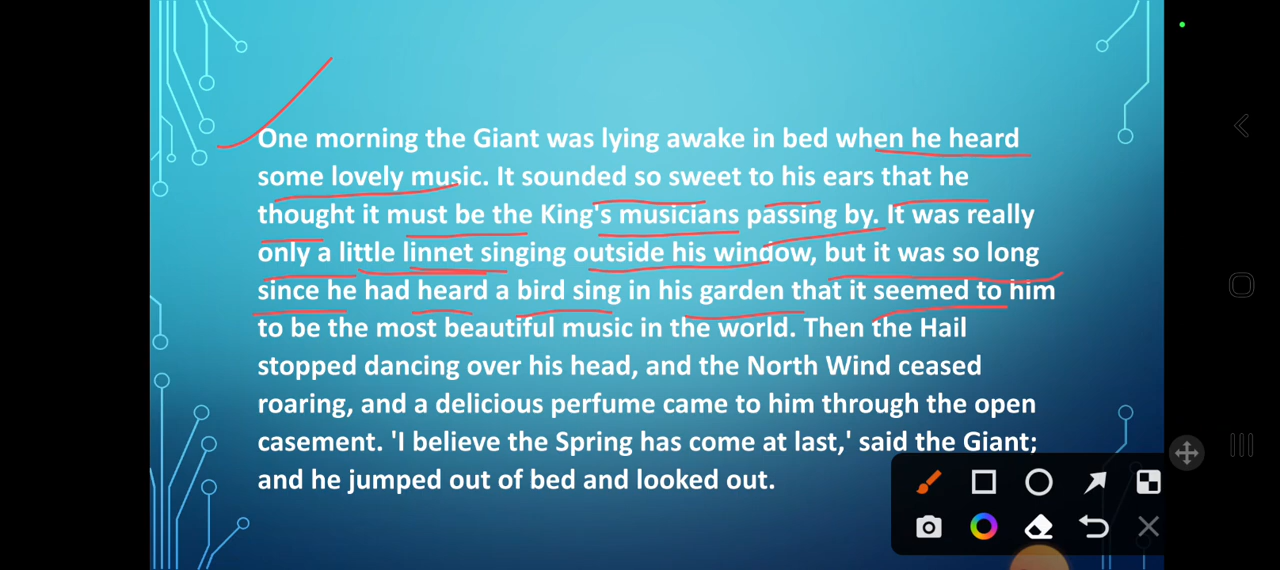 One morning the Giant was lying awake in bed when he heard
some lovely music. It sounded so sweet to his ears that he
thought it must be the King's musicians passing by. It was really
only a little linnet singing outside his window, but it was so long
since he had heard a bird sing in his garden that it seemed to him
to be the most beautiful music in the world. Then the Hail
stopped dancing over his head, and the North Wind ceased
roaring, and a delicious perfume came to him through the open
casement. 'I believe the Spring has come at last,' said the Giant;
and he jumped out of bed and looked out.